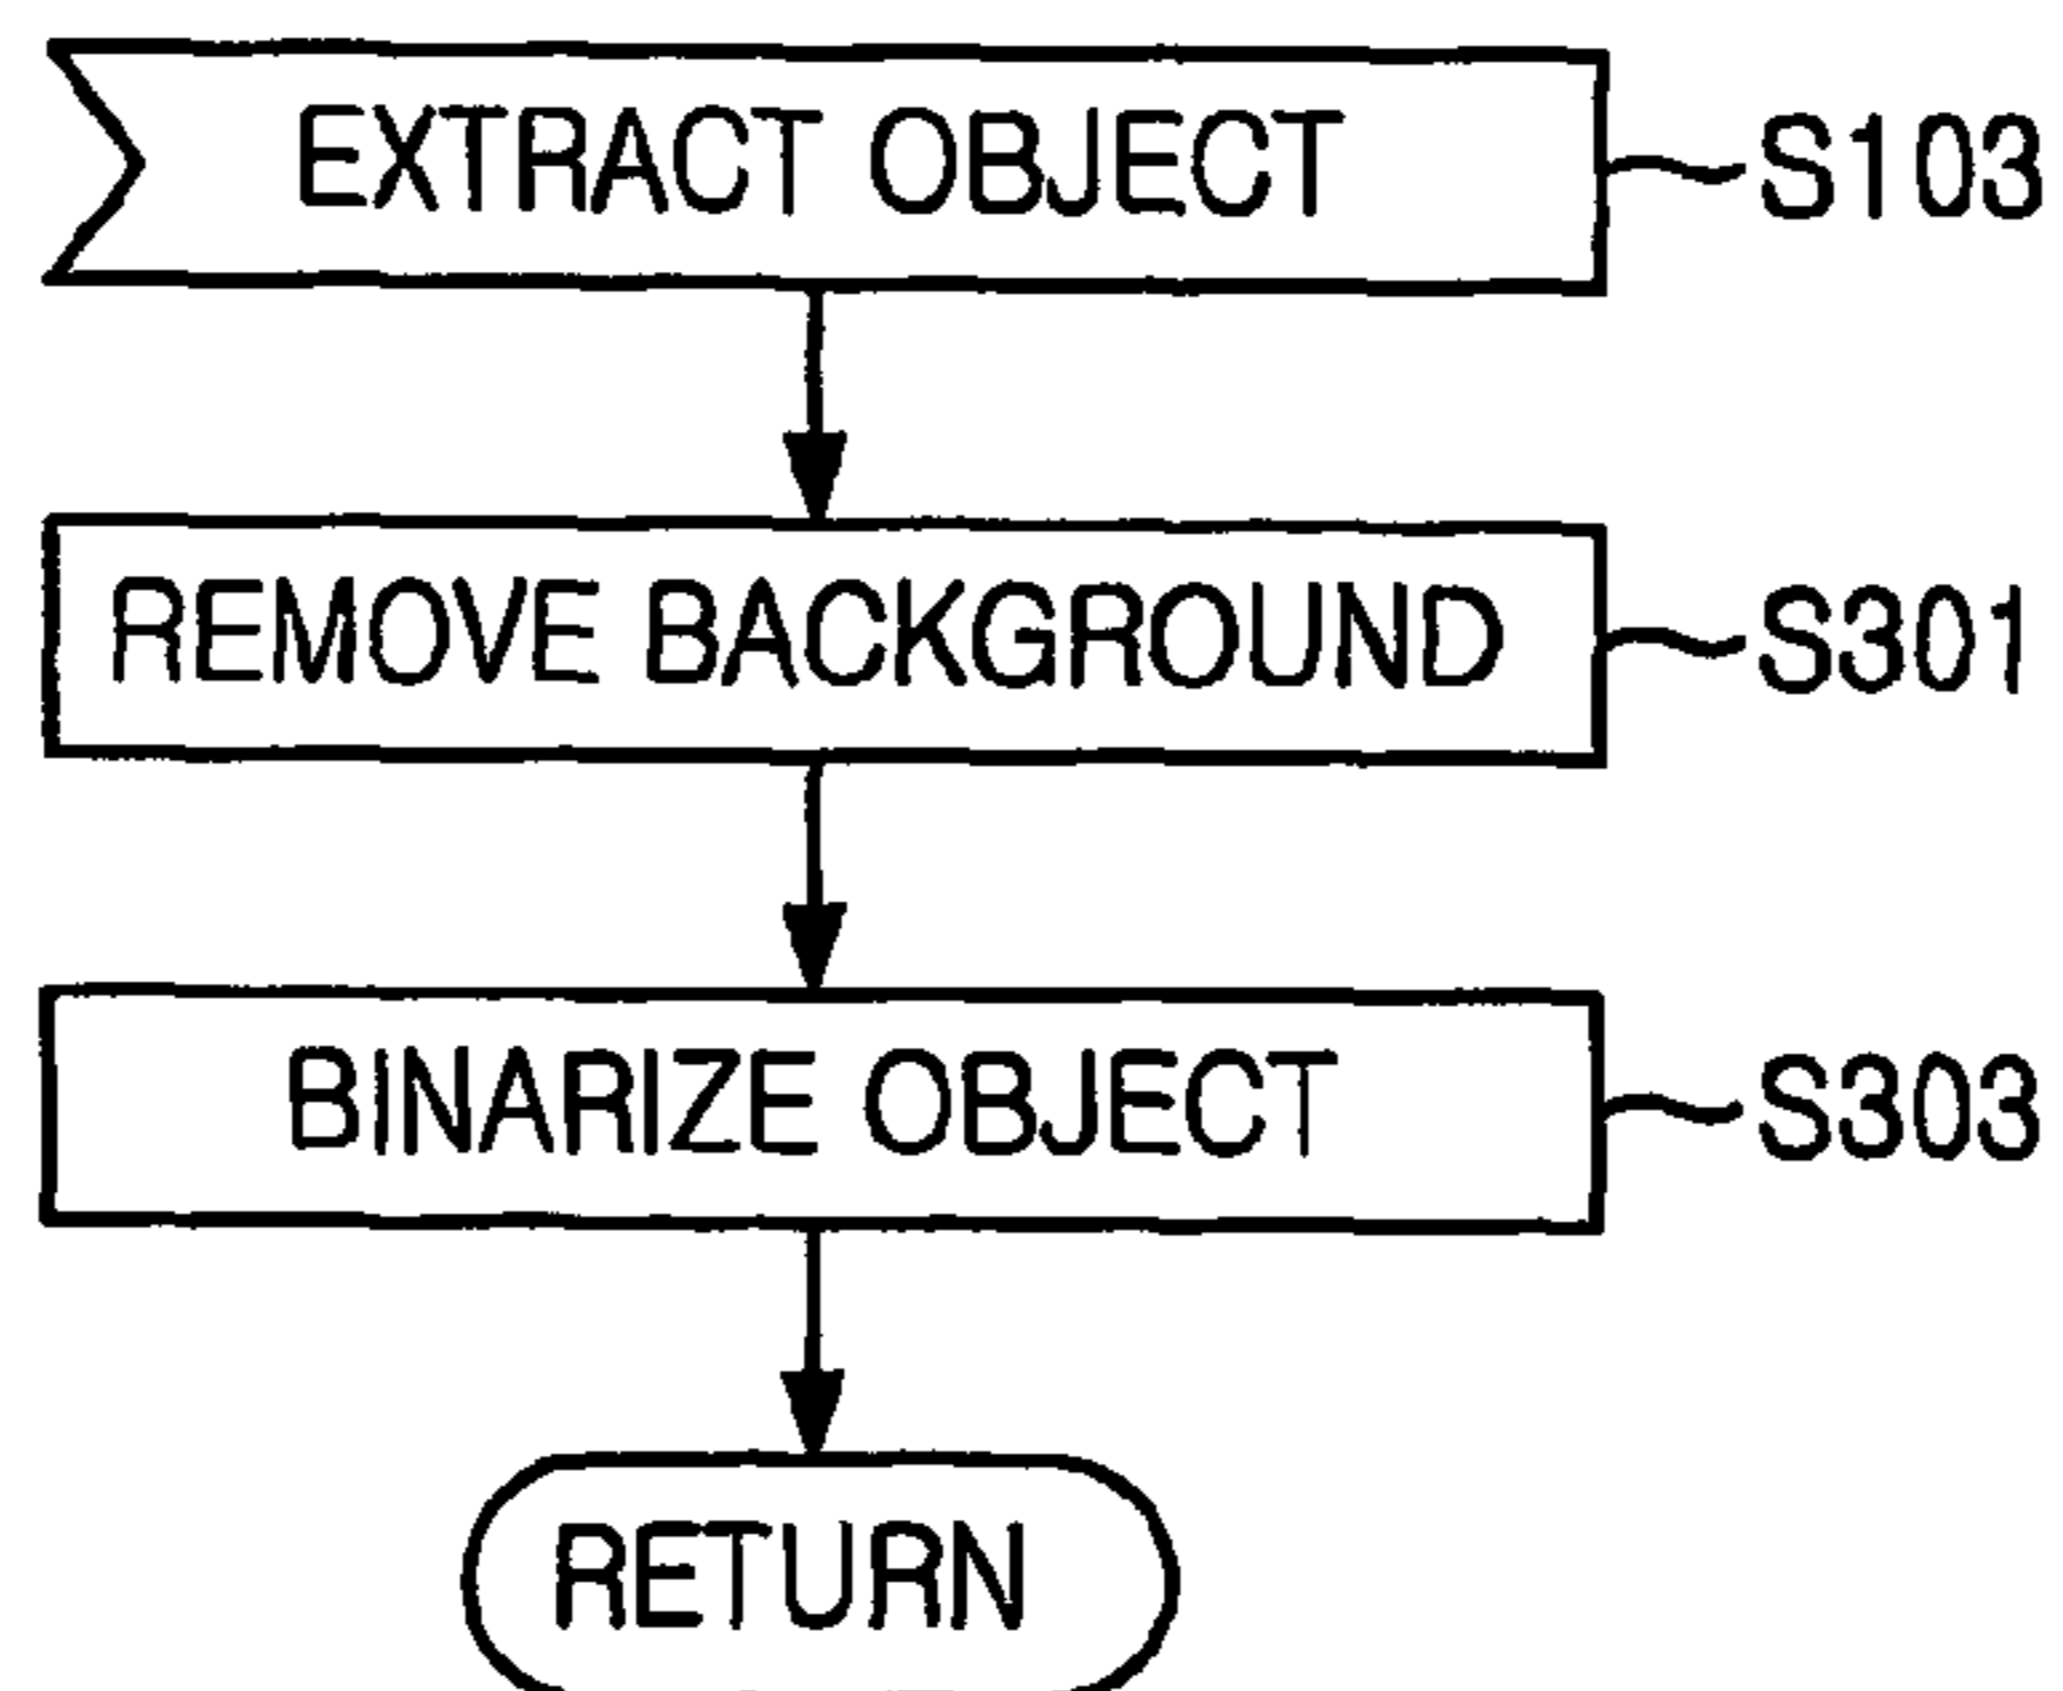 EXTRACT OBJECT S103
REMOVE BACKGROUND S301
BINARIZE OBJECT S303
RETURN